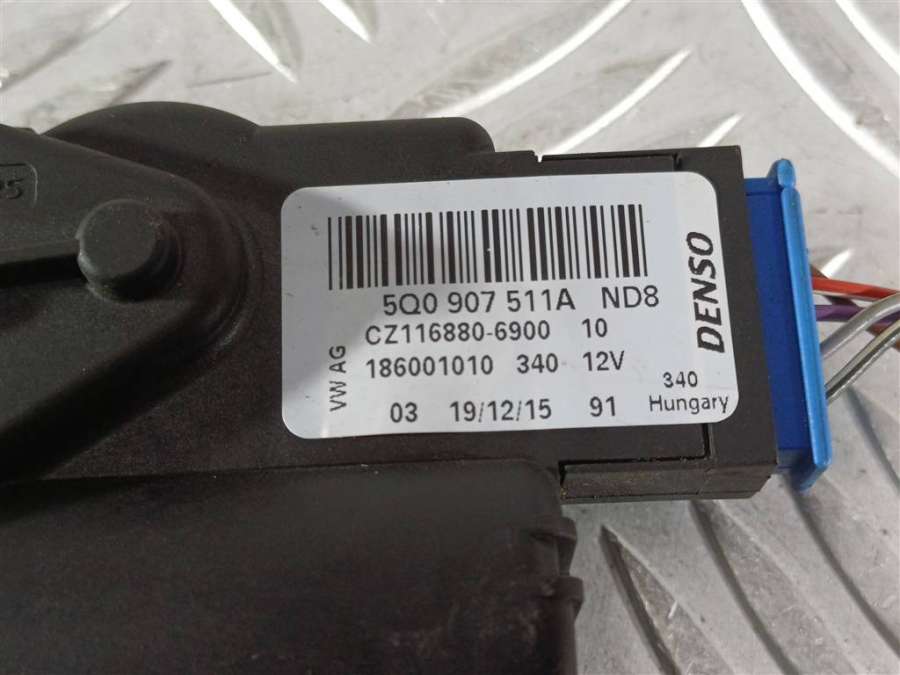 5Q0 907 511A ND8
CZ116880-6900 10
186001010 340 12V
03 19/12/15 91
VW AG
DENSO
340
Hungary